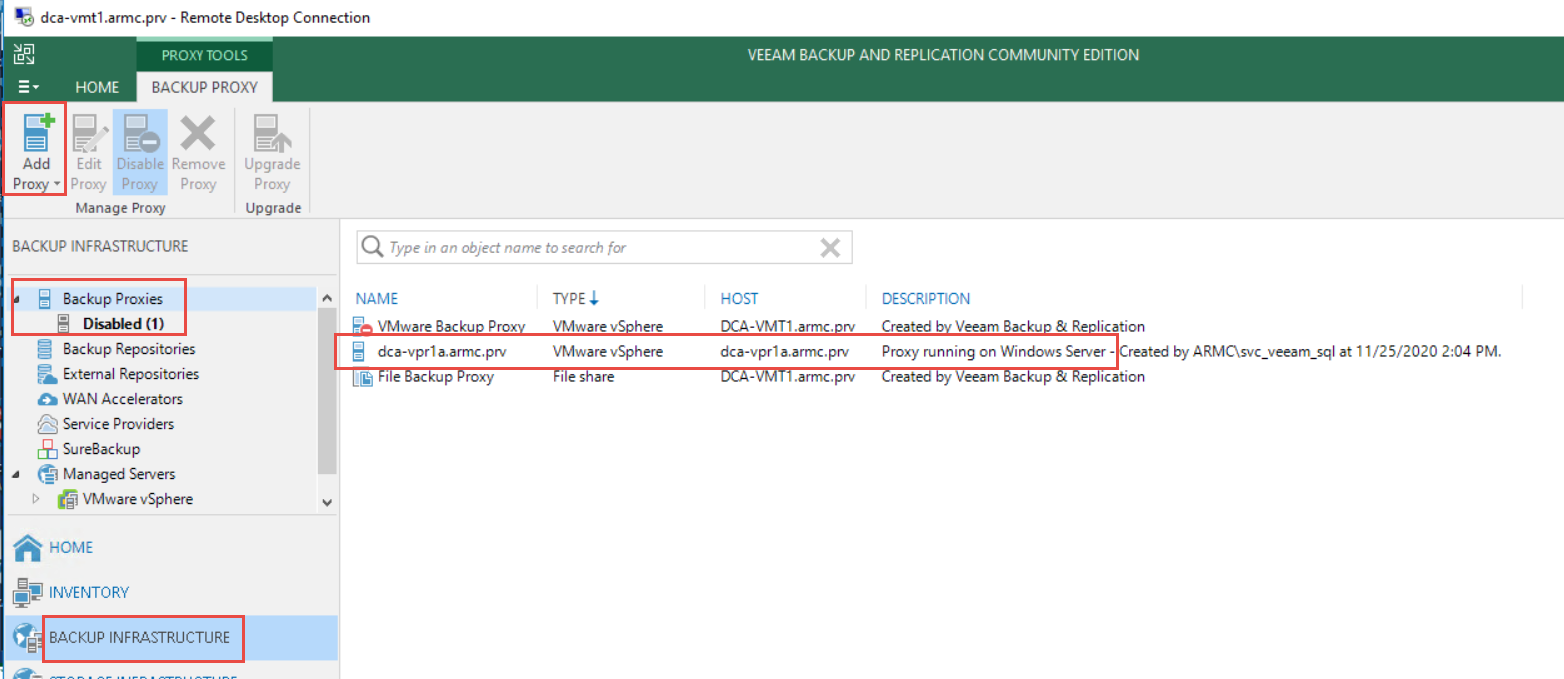 dca-vmt1.armc.prv - Remote Desktop Connection
PROXY TOOLS
VEEAM BACKUP AND REPLICATION COMMUNITY EDITION
HOME
BACKUP PROXY
Add Proxy
Edit Proxy
Disable Proxy
Remove Proxy
Upgrade Proxy
Manage Proxy
Upgrade
BACKUP INFRASTRUCTURE
Type in an object name to search for
Backup Proxies
Disabled (1)
Backup Repositories
External Repositories
WAN Accelerators
Service Providers
SureBackup
Managed Servers
VMware vSphere
NAME TYPE HOST DESCRIPTION
VMware Backup Proxy VMware vSphere DCA-VMT1.armc.prv Created by Veeam Backup & Replication
dca-vpr1a.armc.prv VMware vSphere dca-vpr1a.armc.prv Proxy running on Windows Server - Created by ARMC\svc_veeam_sql at 11/25/2020 2:04 PM.
File Backup Proxy File share DCA-VMT1.armc.prv Created by Veeam Backup & Replication
HOME
INVENTORY
BACKUP INFRASTRUCTURE
STORAGE INFRASTRUCTURE